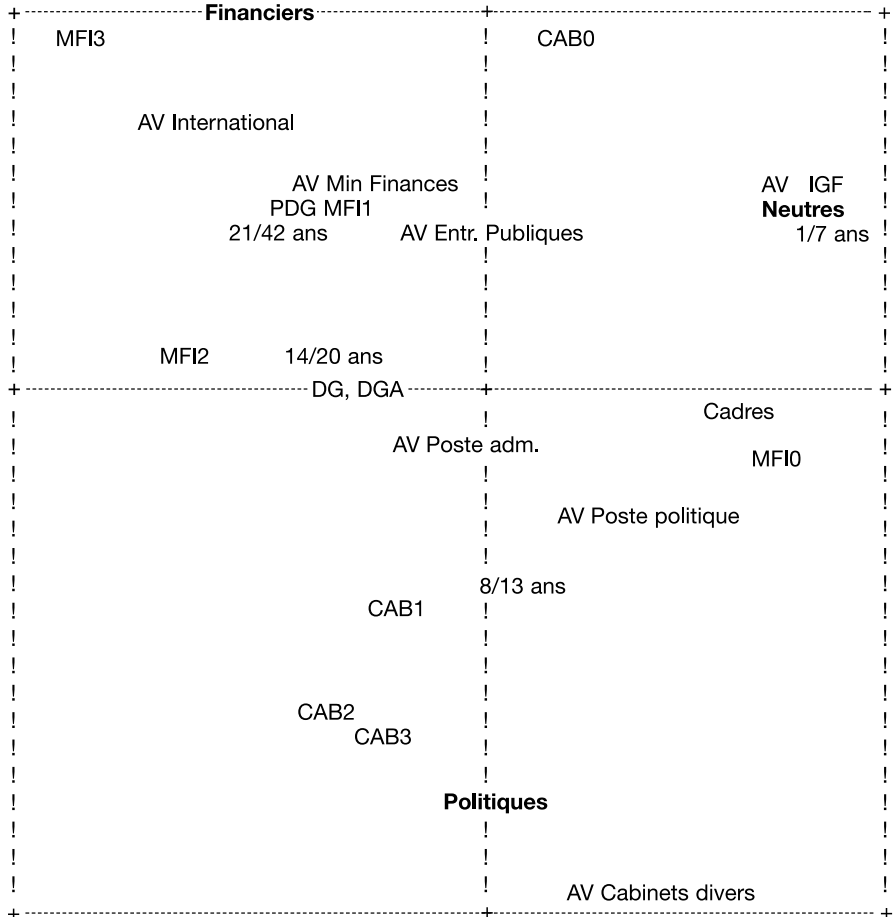 Financiers
MFI3 CAB0
AV International
AV Min Finances AV IGF
PDG MFI1 Neutres
21/42 ans AV Entr. Publiques 1/7 ans
MFI2 14/20 ans
DG, DGA
Cadres
AV Poste adm.
MFI0
AV Poste politique
8/13 ans
CAB1
CAB2
CAB3
Politiques
AV Cabinets divers